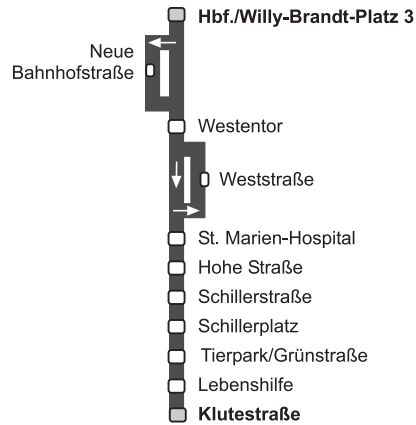 Hbf./Willy-Brandt-Platz 3
Neue
Bahnhofstraße
Westentor
Weststraße
St. Marien-Hospital
Hohe Straße
Schillerstraße
Schillerplatz
Tierpark/Grünstraße
Lebenshilfe
Klutestraße